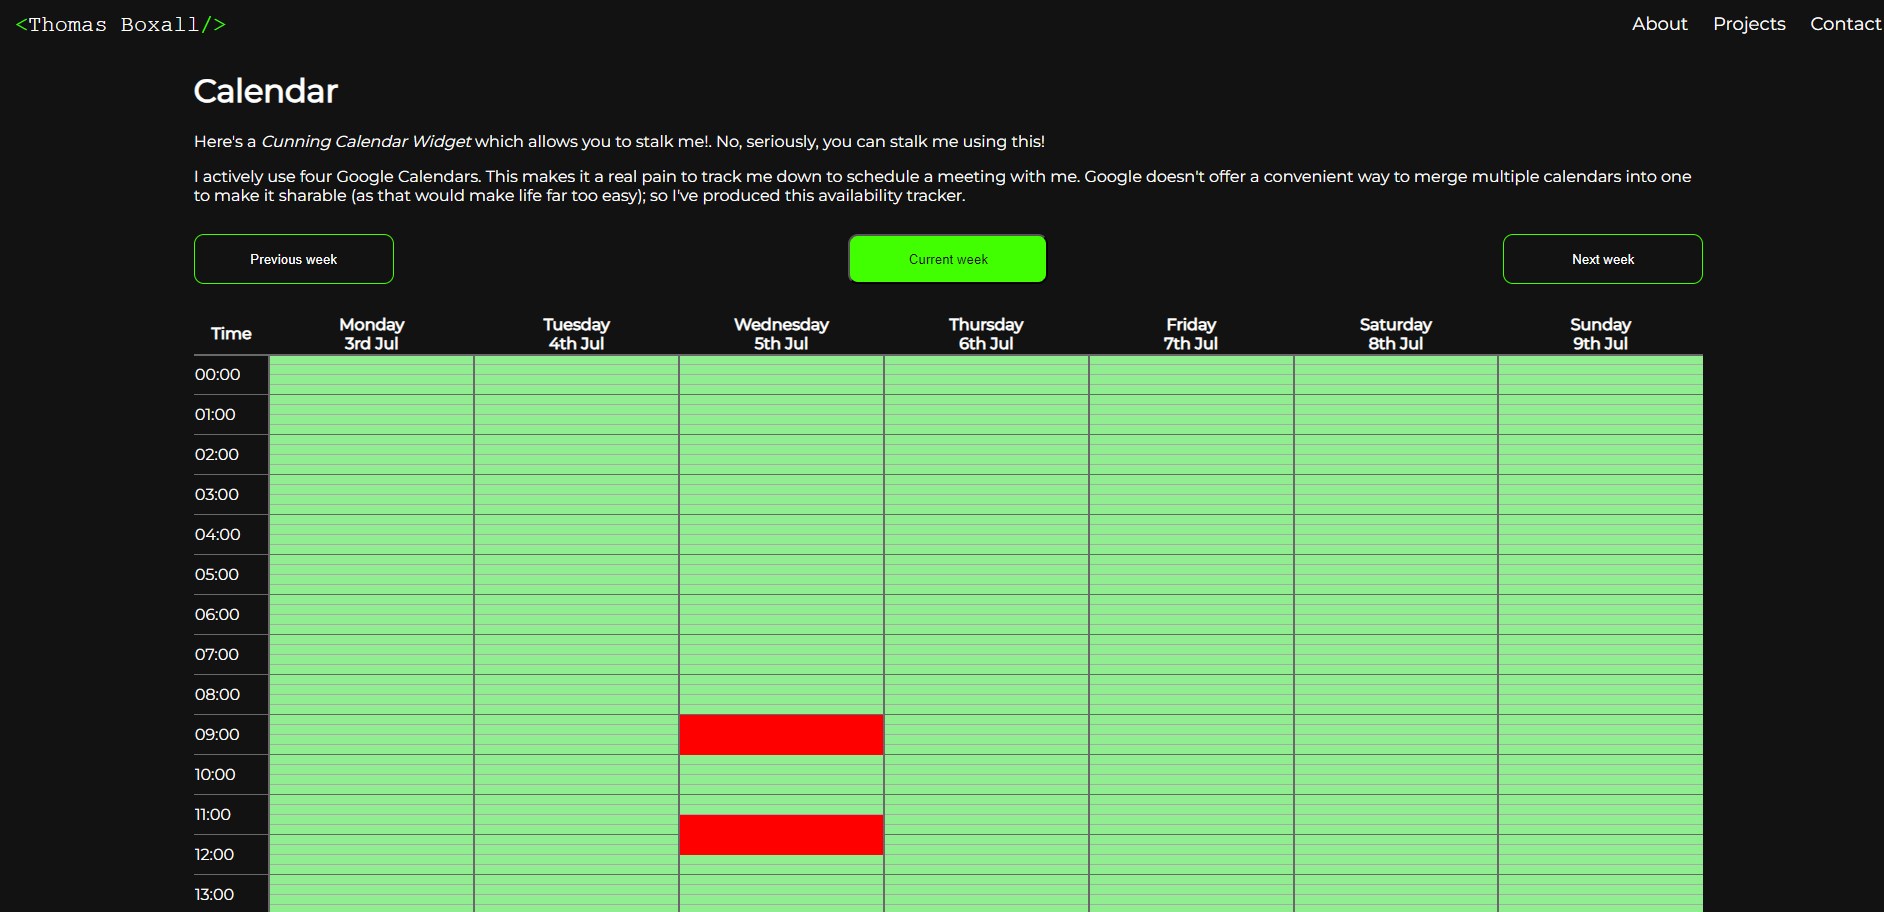 <Thomas Boxall/>
About Projects Contact
Calendar
Here's a Cunning Calendar Widget which allows you to stalk me!. No, seriously, you can stalk me using this!
I actively use four Google Calendars. This makes it a real pain to track me down to schedule a meeting with me. Google doesn't offer a convenient way to merge multiple calendars into one
to make it sharable (as that would make life far too easy); so I've produced this availability tracker.
Previous week Current week Next week
Time Monday Tuesday Wednesday Thursday Friday Saturday Sunday
3rd Jul 4th Jul 5th Jul 6th Jul 7th Jul 8th Jul 9th Jul
00:00
01:00
02:00
03:00
04:00
05:00
06:00
07:00
08:00
09:00
10:00
11:00
12:00
13:00